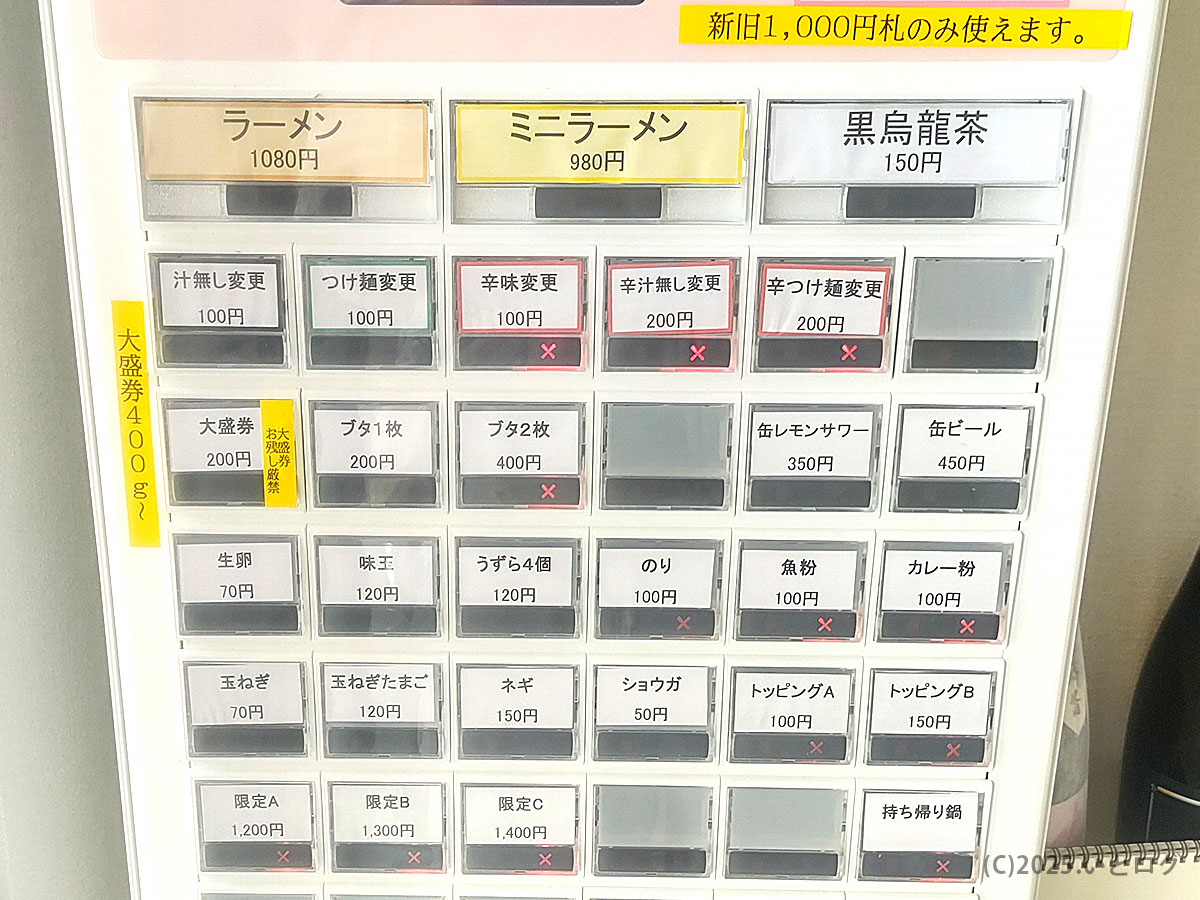 新旧1,000円札のみ使えます。
ラーメン
1080円
ミニラーメン
980円
黒烏龍茶
150円
汁無し変更
100円
つけ麺変更
100円
辛味変更
100円
辛汁無し変更
200円
辛つけ麺変更
200円
大盛券400g~
大盛券
200円
大盛券
お残し厳禁
ブタ1枚
200円
ブタ2枚
400円
缶レモンサワー
350円
缶ビール
450円
生卵
70円
味玉
120円
うずら4個
120円
のり
100円
魚粉
100円
カレー粉
100円
玉ねぎ
70円
玉ねぎたまご
120円
ネギ
150円
ショウガ
50円
トッピングA
100円
トッピングB
150円
限定A
1,200円
限定B
1,300円
限定C
1,400円
持ち帰り鍋
(C)2025.いとログ